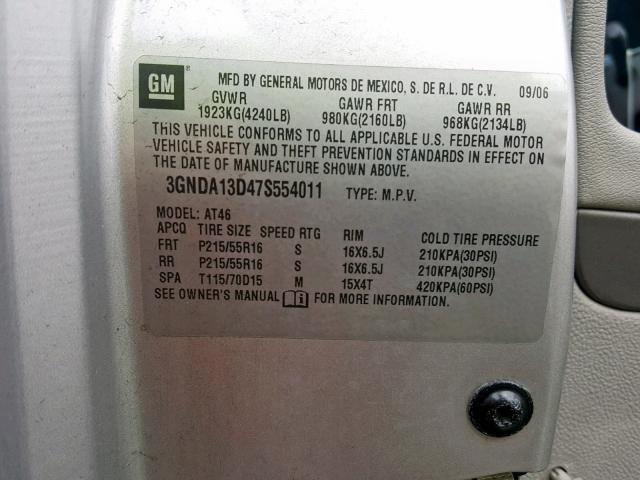 GM
MFD BY GENERAL MOTORS DE MEXICO, S. DE R.L. DE C.V. 09/06
GVWR GAWR FRT GAWR RR
1923KG(4240LB) 980KG(2160LB) 968KG(2134LB)
THIS VEHICLE CONFORMS TO ALL APPLICABLE U.S. FEDERAL MOTOR
VEHICLE SAFETY AND THEFT PREVENTION STANDARDS IN EFFECT ON
THE DATE OF MANUFACTURE SHOWN ABOVE.
3GNDA13D47S554011 TYPE: M.P.V.
MODEL: AT46
APCQ TIRE SIZE SPEED RTG RIM COLD TIRE PRESSURE
FRT P215/55R16 S 16X6.5J 210KPA(30PSI)
RR P215/55R16 S 16X6.5J 210KPA(30PSI)
SPA T115/70D15 M 15X4T 420KPA(60PSI)
SEE OWNER'S MANUAL FOR MORE INFORMATION.